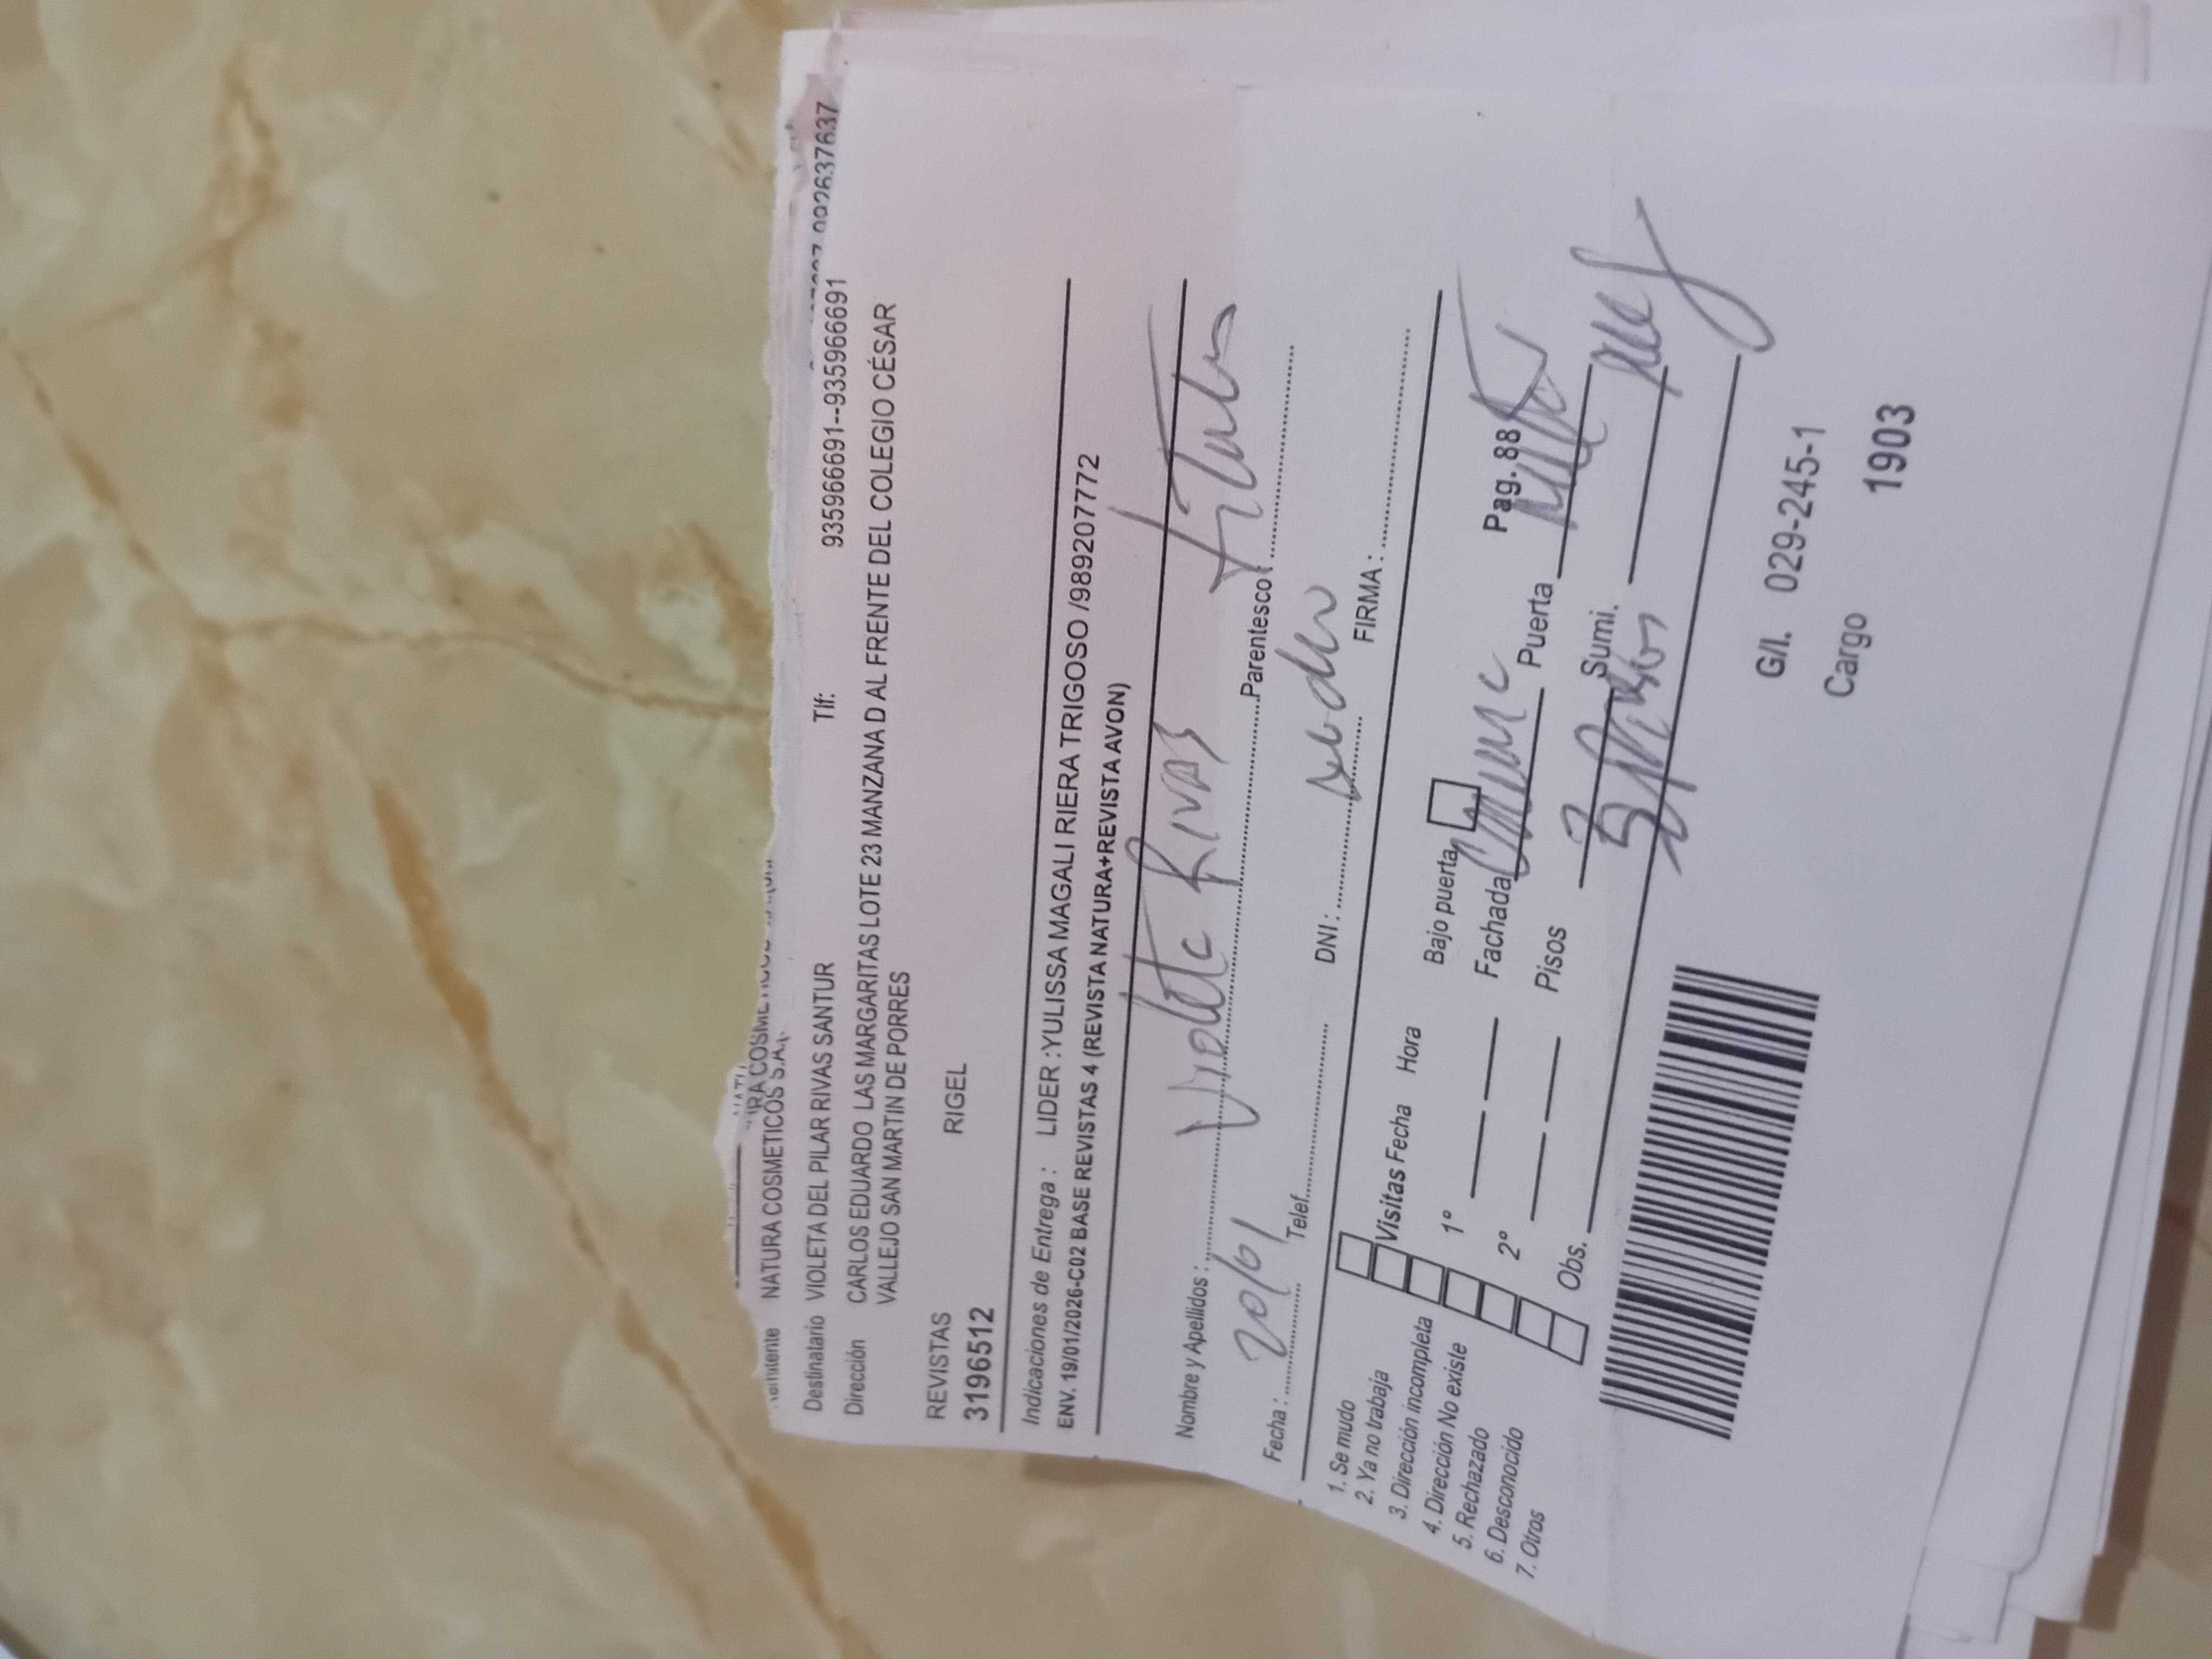 NATURA COSMETICOS S.A.
Destinatario VIOLETA DEL PILAR RIVAS SANTUR Tlf: 935966691--935966691
Dirección CARLOS EDUARDO LAS MARGARITAS LOTE 23 MANZANA D AL FRENTE DEL COLEGIO CÉSAR
VALLEJO SAN MARTIN DE PORRES
REVISTAS RIGEL
3196512
Indicaciones de Entrega : LIDER :YULISSA MAGALI RIERA TRIGOSO /989207772
ENV. 19/01/2026-C02 BASE REVISTAS 4 (REVISTA NATURA+REVISTA AVON)
Nombre y Apellidos : Violeta Rivas Parentesco :
Fecha : 20/01 Telef. DNI : FIRMA :
1. Se mudo
2. Ya no trabaja
3. Dirección incompleta
4. Dirección No existe
5. Rechazado
6. Desconocido
7. Otros
Visitas Fecha Hora Bajo puerta Pag. 88
1º Fachada Puerta
2º Pisos Sumi.
Obs.
G/I. 029-245-1
Cargo 1903